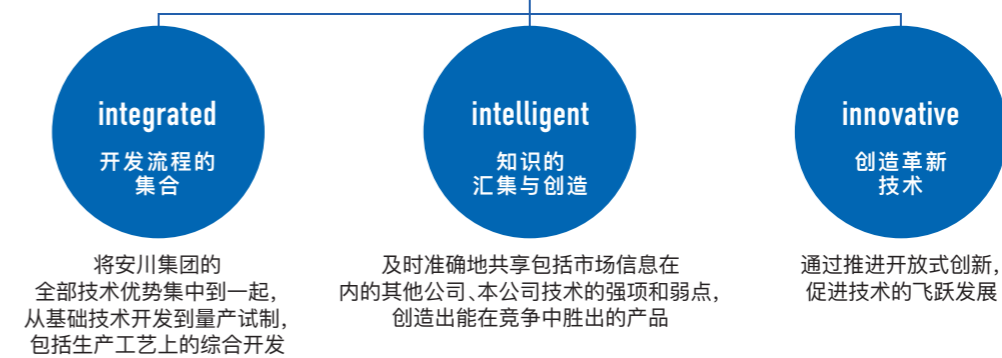 integrated
开发流程的
集合
将安川集团的
全部技术优势集中到一起,
从基础技术开发到量产试制,
包括生产工艺上的综合开发
intelligent
知识的
汇集与创造
及时准确地共享包括市场信息在
内的其他公司、本公司技术的强项和弱点,
创造出能在竞争中胜出的产品
innovative
创造革新
技术
通过推进开放式创新,
促进技术的飞跃发展